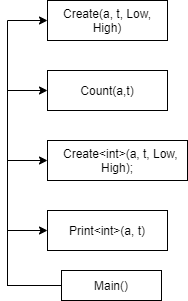 Create(a, t, Low,
High)
Count(a,t)
Create<int>(a, t, Low,
High);
Print<int>(a, t)
Main()